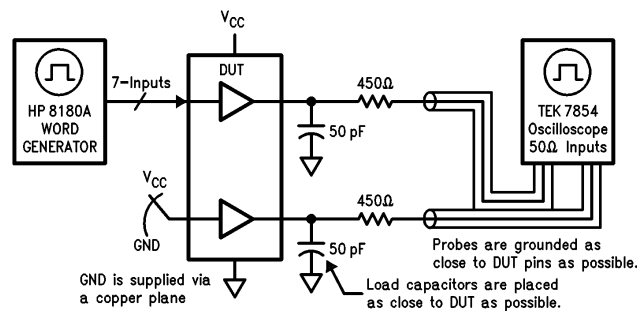 V_CC
HP 8180A
WORD
GENERATOR
7-Inputs
DUT
450Ω
50 pF
TEK 7854
Oscilloscope
50Ω Inputs
V_CC
GND
450Ω
50 pF
GND is supplied via
a copper plane
Probes are grounded as
close to DUT pins as possible.
Load capacitors are placed
as close to DUT as possible.